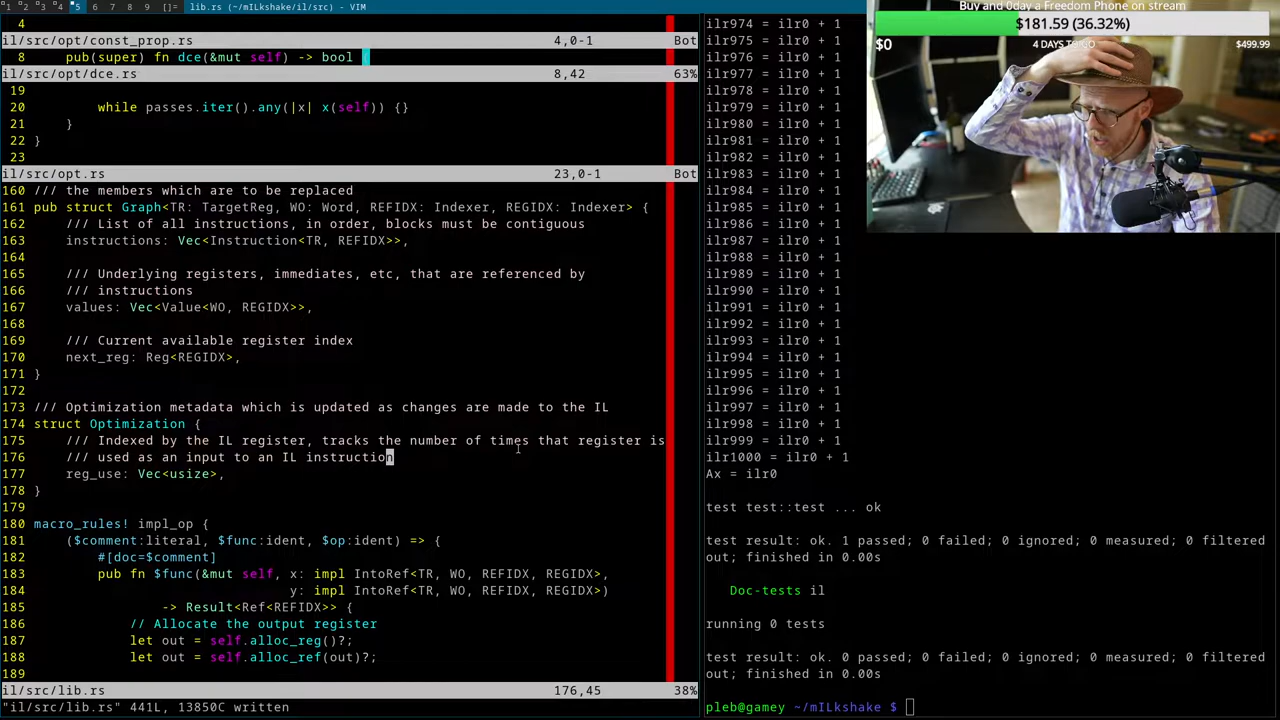 1 2 3 4 5 6 7 8 9 []= lib.rs (~/mILkshake/il/src) - VIM
4
il/src/opt/const_prop.rs 4,0-1 Bot
8 pub(super) fn dce(&mut self) -> bool {
il/src/opt/dce.rs 8,42 63%
19
20 while passes.iter().any(|x| x(self)) {}
21 }
22 }
23
il/src/opt.rs 23,0-1 Bot
160 /// the members which are to be replaced
161 pub struct Graph<TR: TargetReg, WO: Word, REFIDX: Indexer, REGIDX: Indexer> {
162 /// List of all instructions, in order, blocks must be contiguous
163 instructions: Vec<Instruction<TR, REFIDX>>,
164
165 /// Underlying registers, immediates, etc, that are referenced by
166 /// instructions
167 values: Vec<Value<WO, REGIDX>>,
168
169 /// Current available register index
170 next_reg: Reg<REGIDX>,
171 }
172
173 /// Optimization metadata which is updated as changes are made to the IL
174 struct Optimization {
175 /// Indexed by the IL register, tracks the number of times that register is
176 /// used as an input to an IL instruction
177 reg_use: Vec<usize>,
178 }
179
180 macro_rules! impl_op {
181 ($comment:literal, $func:ident, $op:ident) => {
182 #[doc=$comment]
183 pub fn $func(&mut self, x: impl IntoRef<TR, WO, REFIDX, REGIDX>,
184 y: impl IntoRef<TR, WO, REFIDX, REGIDX>)
185 -> Result<Ref<REFIDX>> {
186 // Allocate the output register
187 let out = self.alloc_reg()?;
188 let out = self.alloc_ref(out)?;
189
il/src/lib.rs 176,45 38%
"il/src/lib.rs" 441L, 13850C written
ilr974 = ilr0 + 1
ilr975 = ilr0 + 1
ilr976 = ilr0 + 1
ilr977 = ilr0 + 1
ilr978 = ilr0 + 1
ilr979 = ilr0 + 1
ilr980 = ilr0 + 1
ilr981 = ilr0 + 1
ilr982 = ilr0 + 1
ilr983 = ilr0 + 1
ilr984 = ilr0 + 1
ilr985 = ilr0 + 1
ilr986 = ilr0 + 1
ilr987 = ilr0 + 1
ilr988 = ilr0 + 1
ilr989 = ilr0 + 1
ilr990 = ilr0 + 1
ilr991 = ilr0 + 1
ilr992 = ilr0 + 1
ilr993 = ilr0 + 1
ilr994 = ilr0 + 1
ilr995 = ilr0 + 1
ilr996 = ilr0 + 1
ilr997 = ilr0 + 1
ilr998 = ilr0 + 1
ilr999 = ilr0 + 1
ilr1000 = ilr0 + 1
Ax = ilr0
test test::test ... ok
test result: ok. 1 passed; 0 failed; 0 ignored; 0 measured; 0 filtered
out; finished in 0.00s
Doc-tests il
running 0 tests
test result: ok. 0 passed; 0 failed; 0 ignored; 0 measured; 0 filtered
out; finished in 0.00s
pleb@gamey ~/mILkshake $
Buy and 0day a Freedom Phone on stream
$181.59 (36.32%)
$0 4 DAYS TO GO $499.99